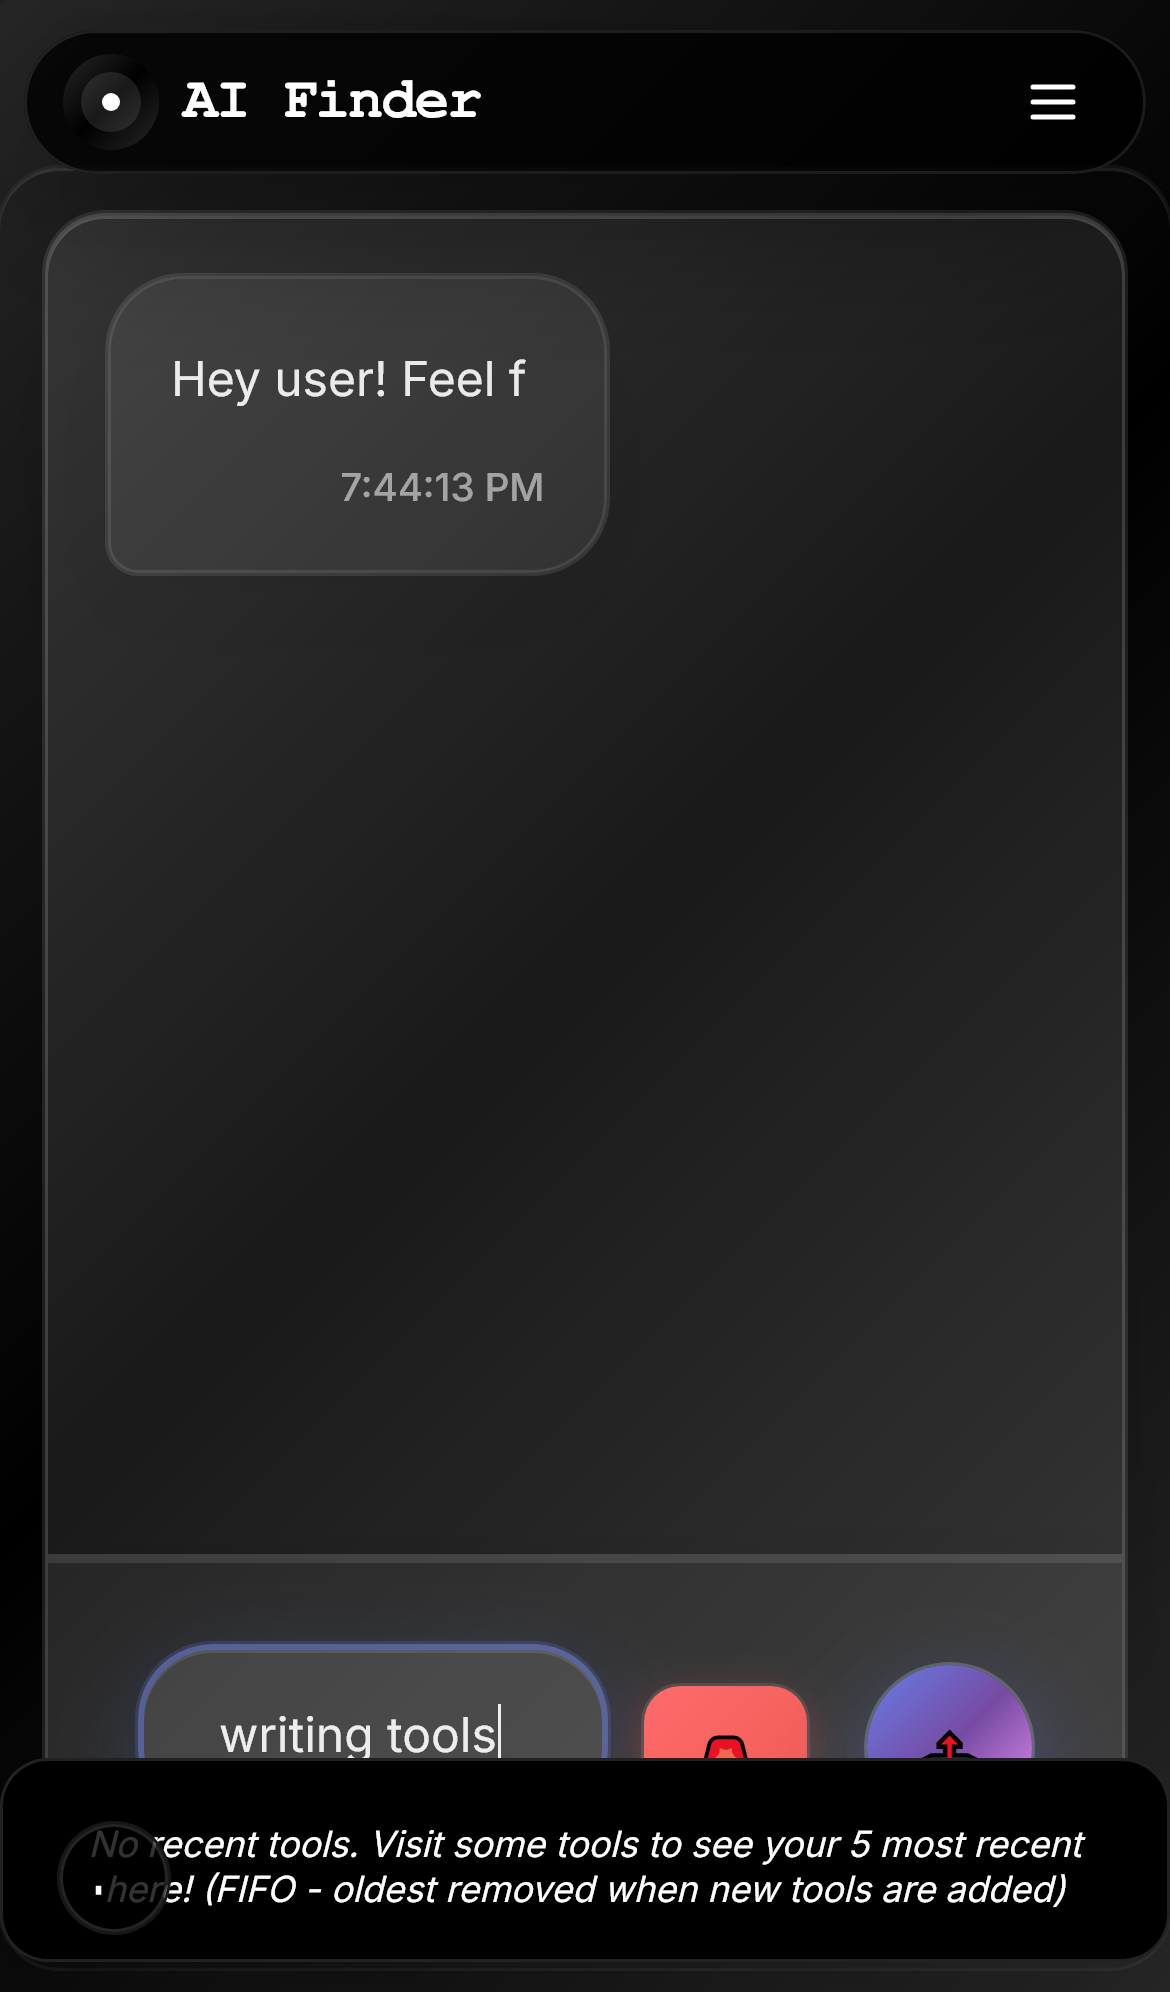 AI Finder
Hey user! Feel f
7:44:13 PM
writing tools
No recent tools. Visit some tools to see your 5 most recent
here! (FIFO - oldest removed when new tools are added)